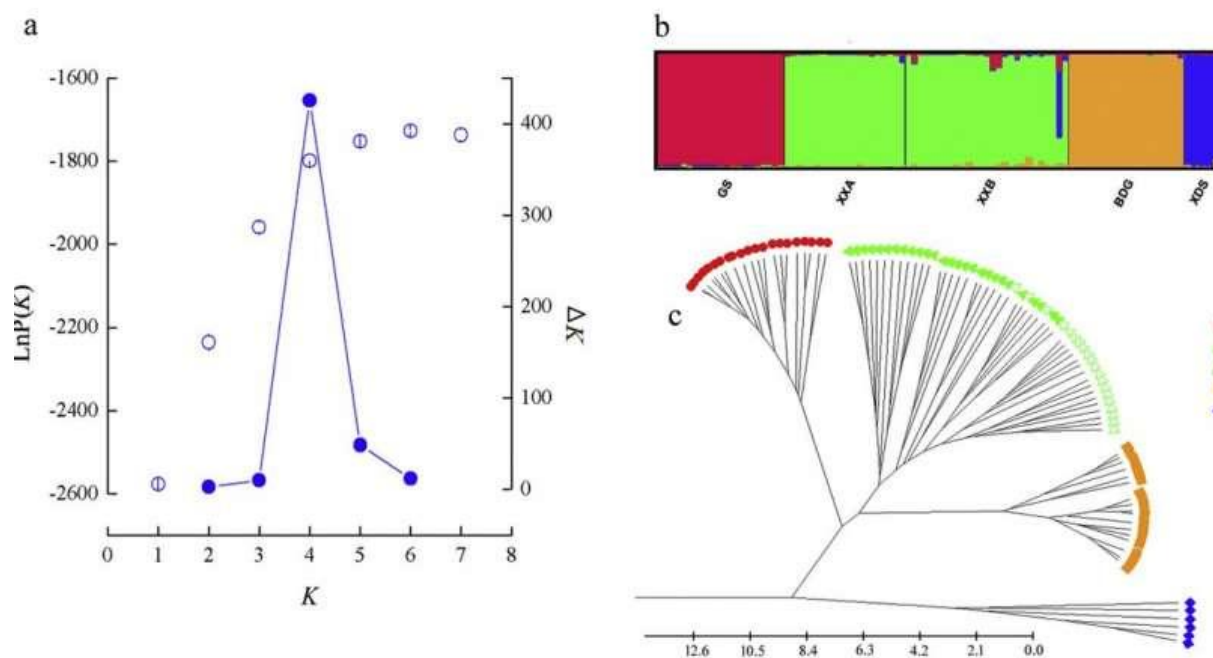 a
-1600
-1800
-2000
-2200
-2400
-2600
LnP(K)
400
300
200
100
0
ΔK
0 1 2 3 4 5 6 7 8
K
b
GS XXA XXB BDG XDS
c
12.6 10.5 8.4 6.3 4.2 2.1 0.0